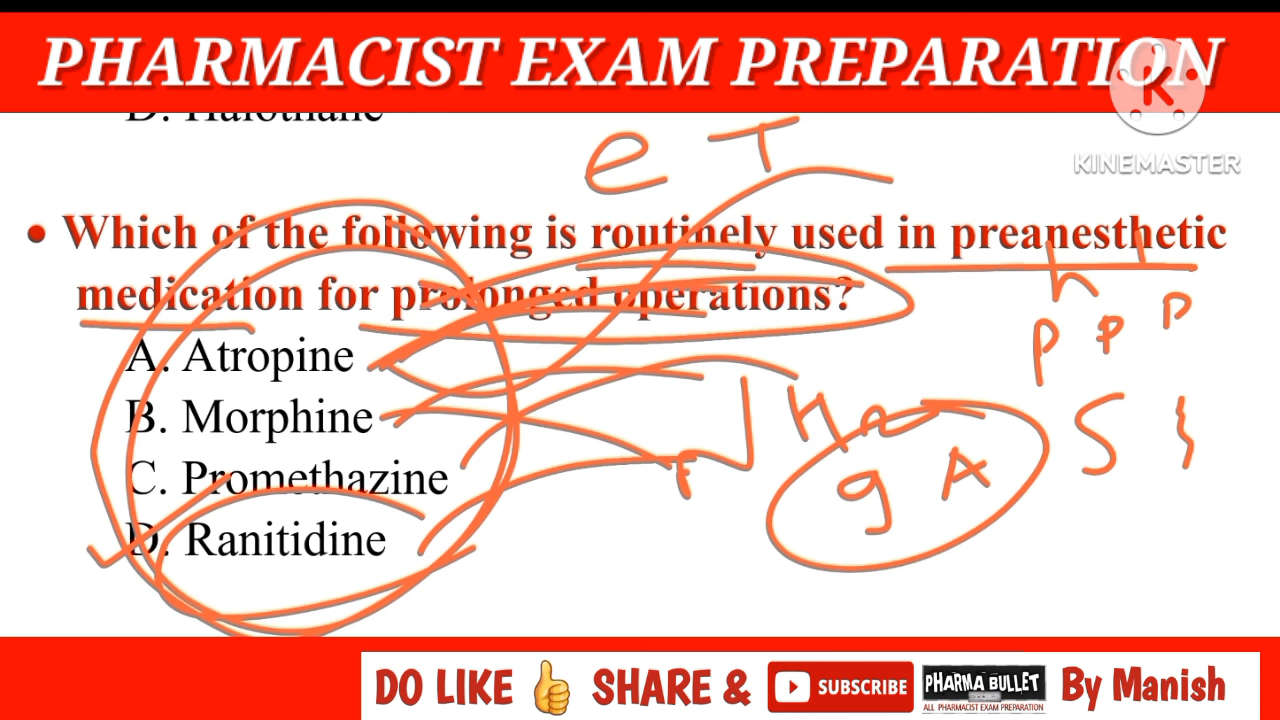 PHARMACIST EXAM PREPARATION
D. Halothane
KINEMASTER
e T
• Which of the following is routinely used in preanesthetic
medication for prolonged operations?
A. Atropine
B. Morphine
C. Promethazine
D. Ranitidine
g A
DO LIKE 👍 SHARE & SUBSCRIBE PHARMA BULLET By Manish
ALL PHARMACIST EXAM PREPARATION